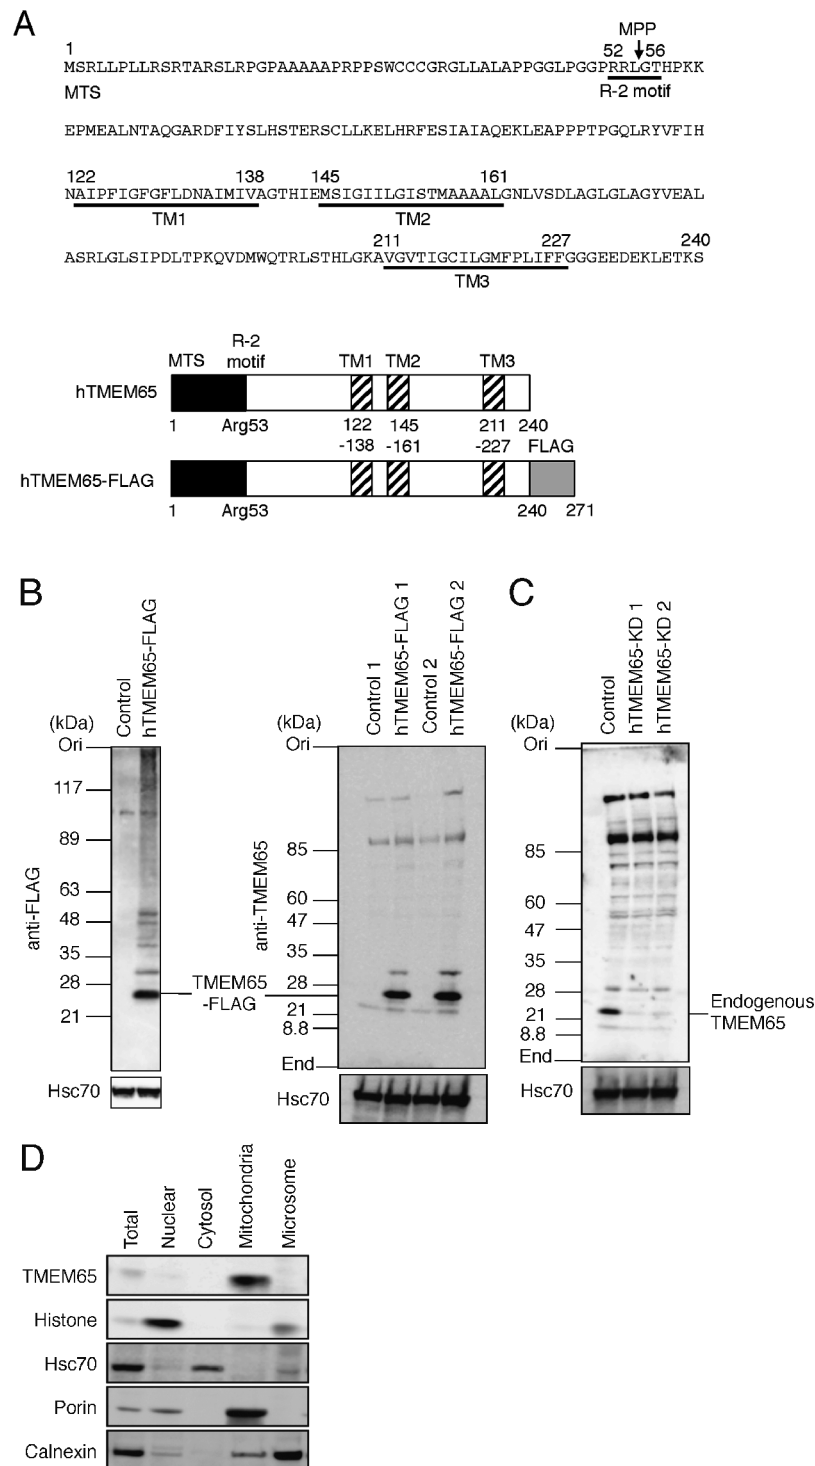 A
MPP
1 52 56
MSRLLPLLRSRTARSLRPGPAAAAAPRPPSWCCCGRGLLALAPPGGLPGGPRRLGTHPKK
MTS R-2 motif
EPMEALNTAQGARDFIYSLHSTERSCLLKELHRFESIAIAQEKLEAPPPTPGQLRYVFIH
122 138 145 161
NAIPFIGFGFLDNAIMIVAGTHIEMSIGIILGISTMAAAALGNLVSDLAGLGLAGYVEAL
TM1 TM2
211 227 240
ASRLGLSIPDLTPKQVDMWQTRLSTHLGKAVGVTIGCILGMFPLIFFGGGEEDEKLETKS
TM3
R-2
MTS motif TM1 TM2 TM3
hTMEM65
1 Arg53 122 145 211 240
-138 -161 -227 FLAG
hTMEM65-FLAG
1 Arg53 240 271
B
Control
hTMEM65-FLAG
(kDa)
Ori
117
89
63
48
35
28
21
anti-FLAG
Hsc70
TMEM65
-FLAG
Control 1
hTMEM65-FLAG 1
Control 2
hTMEM65-FLAG 2
(kDa)
Ori
85
60
47
35
28
21
8.8
End
anti-TMEM65
Hsc70
C
Control
hTMEM65-KD 1
hTMEM65-KD 2
(kDa)
Ori
85
60
47
35
28
21
8.8
End
Endogenous
TMEM65
Hsc70
D
Total
Nuclear
Cytosol
Mitochondria
Microsome
TMEM65
Histone
Hsc70
Porin
Calnexin